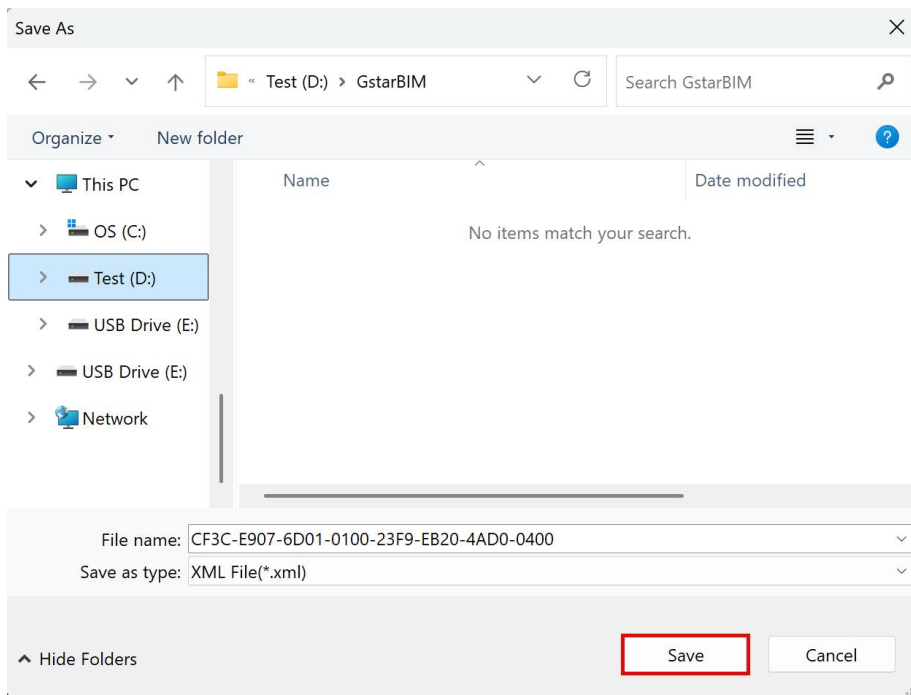 Save As
« Test (D:) > GstarBIM
Search GstarBIM
Organize
New folder
?
Name
Date modified
This PC
No items match your search.
OS (C:)
Test (D:)
USB Drive (E:)
USB Drive (E:)
Network
File name: CF3C-E907-6D01-0100-23F9-EB20-4AD0-0400
Save as type: XML File(*.xml)
Hide Folders
Save
Cancel